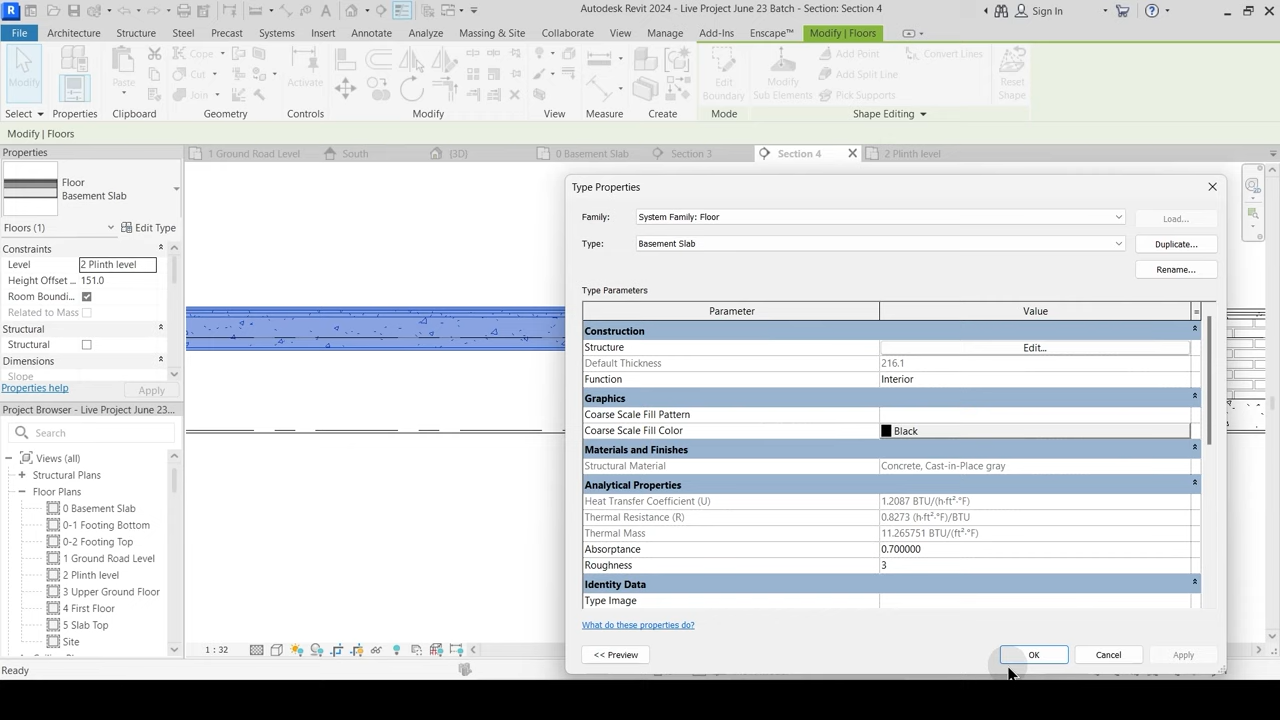 Autodesk Revit 2024 - Live Project June 23 Batch - Section: Section 4
Sign In
File Architecture Structure Steel Precast Systems Insert Annotate Analyze Massing & Site Collaborate View Manage Add-Ins Enscape™ Modify | Floors
Modify
Paste
Cope
Cut
Join
Activate
Edit
Boundary
Modify
Sub Elements
Add Point
Add Split Line
Pick Supports
Convert Lines
Reset
Shape
Select Properties Clipboard Geometry Controls Modify View Measure Create Mode Shape Editing
Modify | Floors
Properties
1 Ground Road Level South (3D) 0 Basement Slab Section 3 Section 4 2 Plinth level
Floor
Basement Slab
Floors (1) Edit Type
Constraints
Level 2 Plinth level
Height Offset ... 151.0
Room Boundi...
Related to Mass
Structural
Structural
Dimensions
Slope
Properties help Apply
Project Browser - Live Project June 23...
Search
Views (all)
Structural Plans
Floor Plans
0 Basement Slab
0-1 Footing Bottom
0-2 Footing Top
1 Ground Road Level
2 Plinth level
3 Upper Ground Floor
4 First Floor
5 Slab Top
Site
1 : 32
Ready
Type Properties
Family: System Family: Floor Load...
Type: Basement Slab Duplicate...
Rename...
Type Parameters
Parameter Value =
Construction
Structure Edit...
Default Thickness 216.1
Function Interior
Graphics
Coarse Scale Fill Pattern
Coarse Scale Fill Color Black
Materials and Finishes
Structural Material Concrete, Cast-in-Place gray
Analytical Properties
Heat Transfer Coefficient (U) 1.2087 BTU/(h·ft²·°F)
Thermal Resistance (R) 0.8273 (h·ft²·°F)/BTU
Thermal Mass 11.265751 BTU/(ft²·°F)
Absorptance 0.700000
Roughness 3
Identity Data
Type Image
What do these properties do?
<< Preview OK Cancel Apply